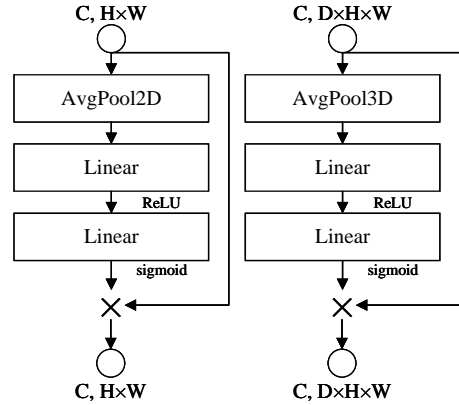 C, H×W
AvgPool2D
Linear
ReLU
Linear
sigmoid
C, H×W
C, D×H×W
AvgPool3D
Linear
ReLU
Linear
sigmoid
C, D×H×W